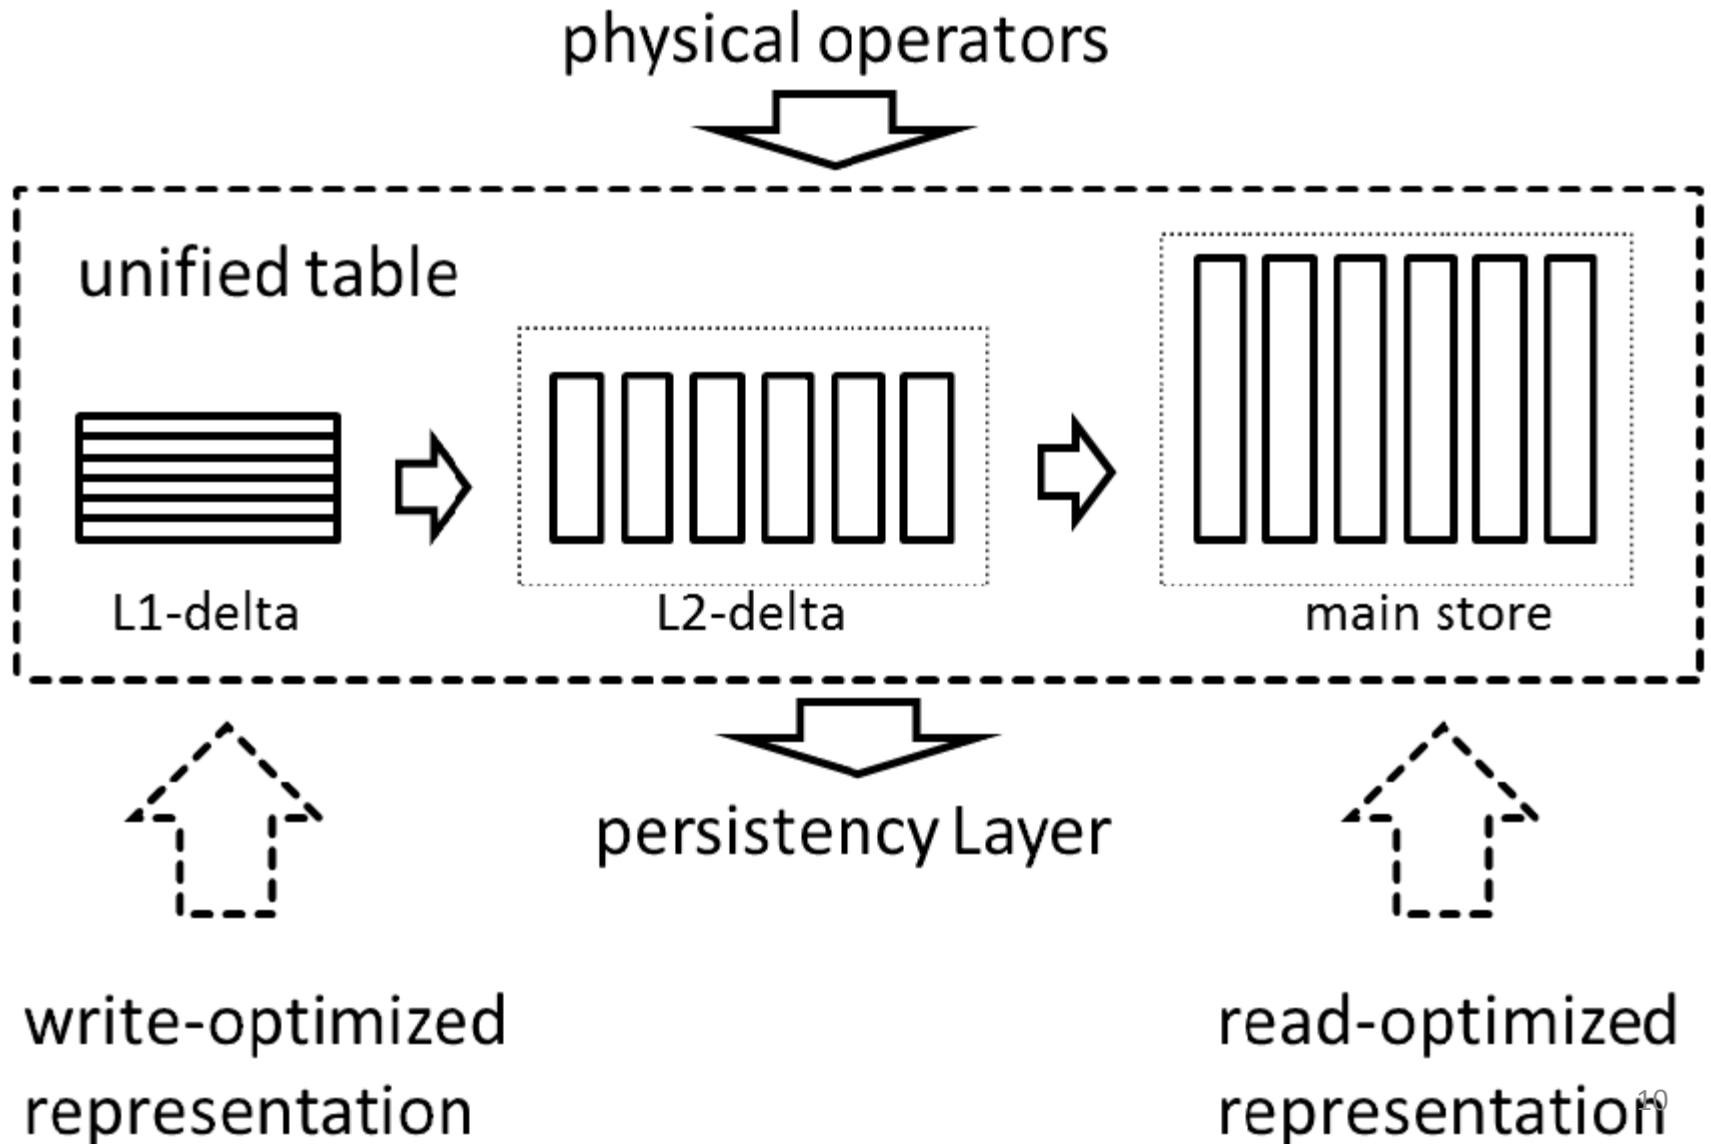 physical operators
unified table
L1-delta
L2-delta
main store
persistency Layer
write-optimized
representation
read-optimized
representation
10